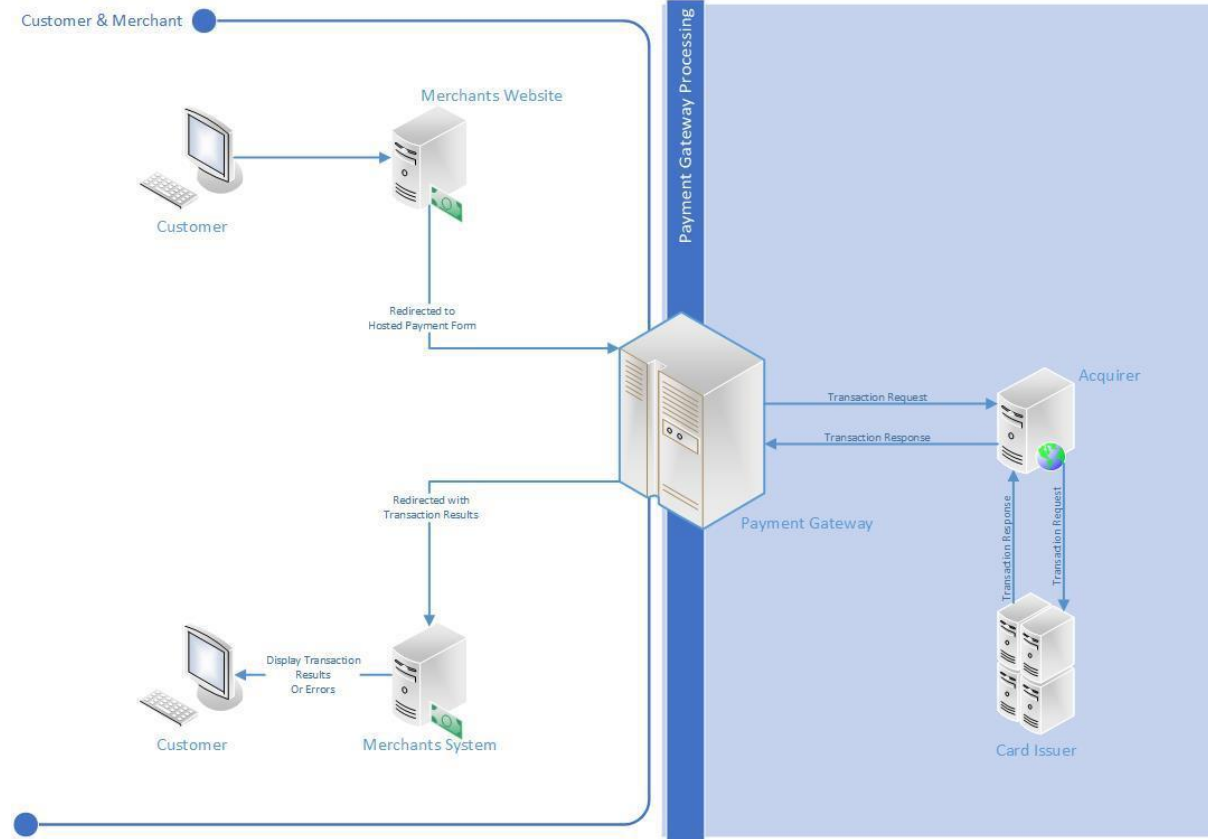 Customer & Merchant
Payment Gateway Processing
Merchants Website
Customer
Redirected to
Hosted Payment Form
Acquirer
Transaction Request
Transaction Response
Redirected with
Transaction Results
Payment Gateway
Transaction Response
Transaction Request
Display Transaction
Results
Or Errors
Customer
Merchants System
Card Issuer